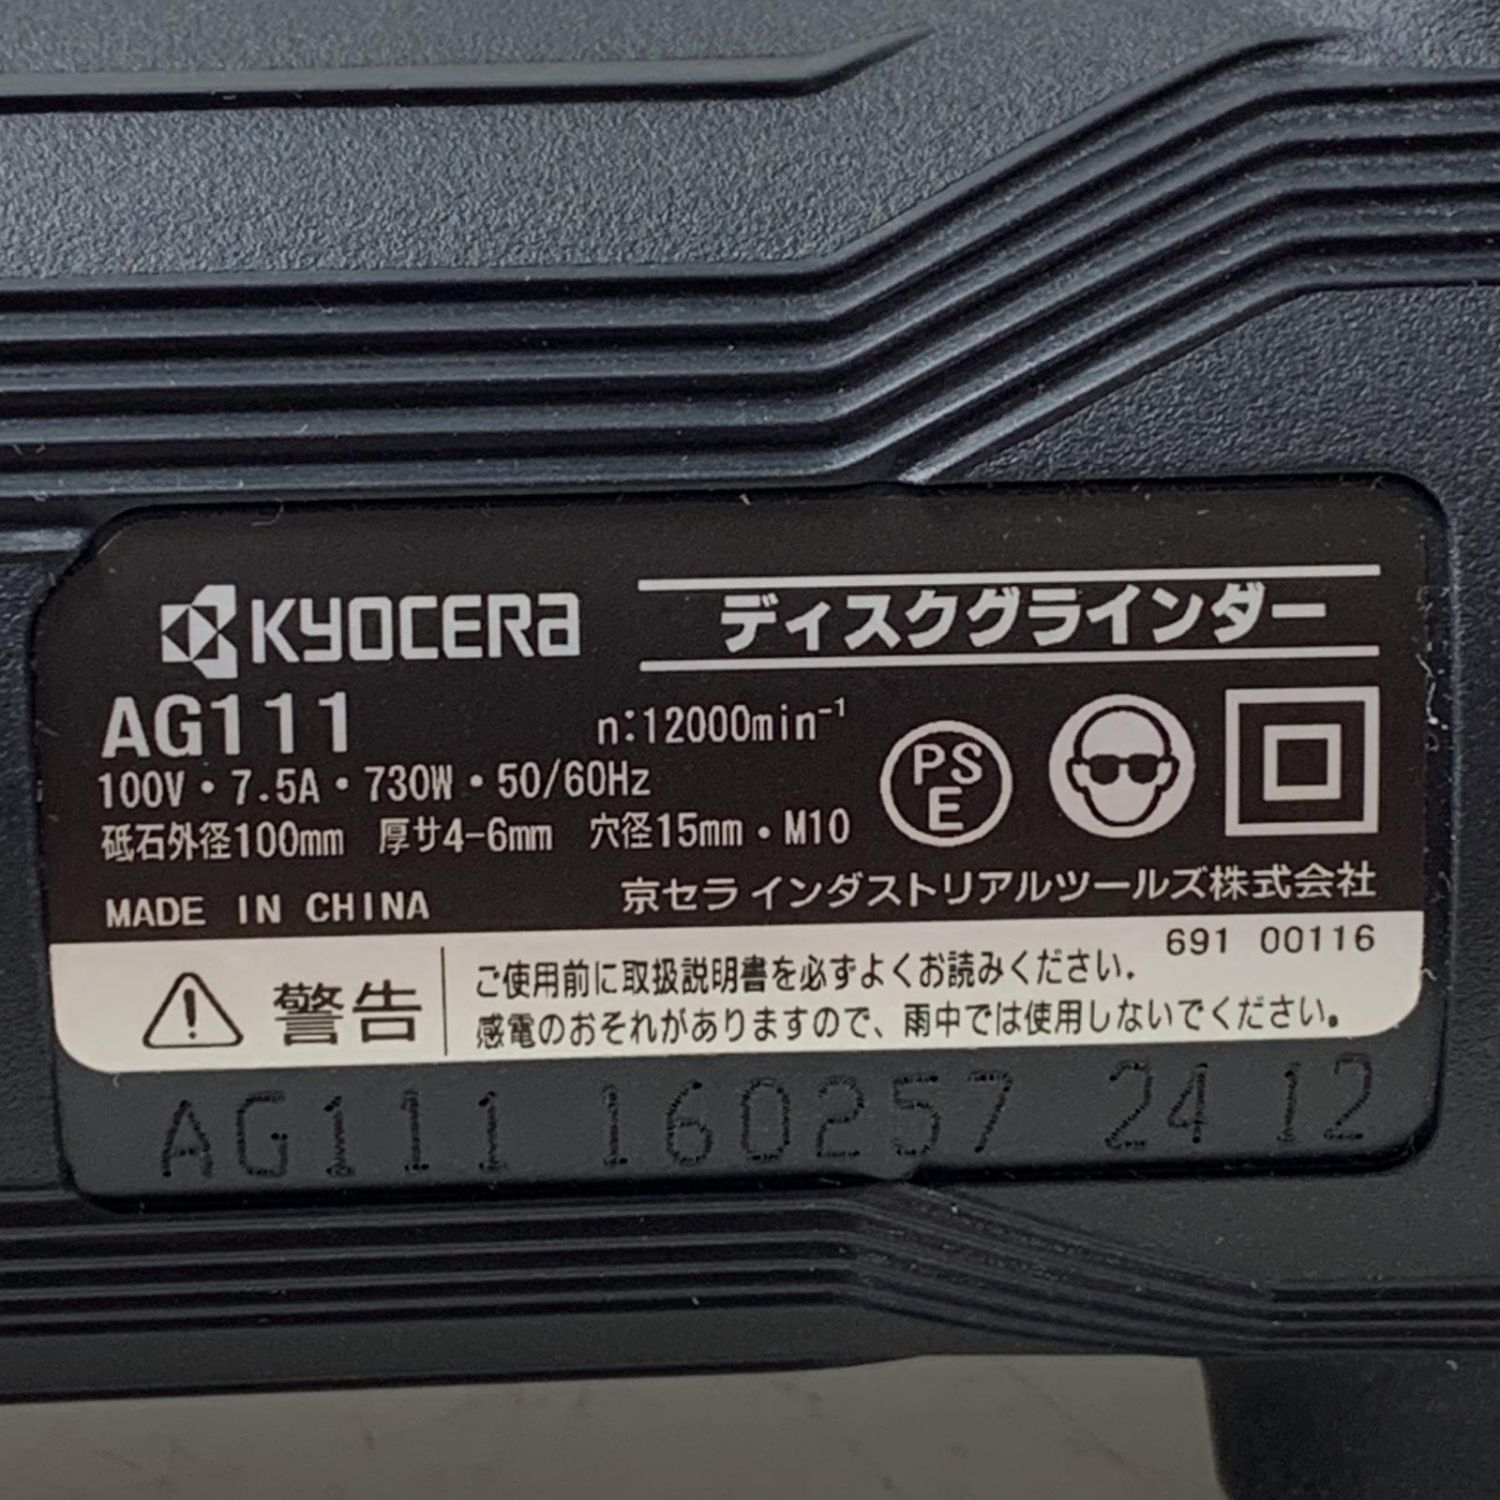 KYOCERA
ディスクグラインダー
AG111
n:12000min⁻¹
100V・7.5A・730W・50/60Hz
砥石外径100mm 厚サ4-6mm 穴径15mm・M10
PS
E
MADE IN CHINA
京セラ インダストリアルツールズ株式会社
691 00116
警告
ご使用前に取扱説明書を必ずよくお読みください.
感電のおそれがありますので、雨中では使用しないでください。
AG111 160257 24 12